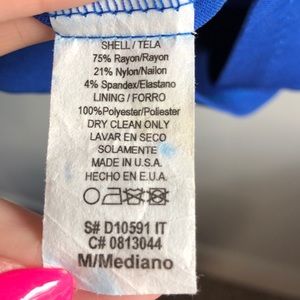 SHELL / TELA
75% Rayon/Rayon
21% Nylon/Nailon
4% Spandex/Elastano
LINING / FORRO
100%Polyester/Poliester
DRY CLEAN ONLY
LAVAR EN SECO
SOLAMENTE
MADE IN U.S.A.
HECHO EN E.U.A.
S# D10591 IT
C# 0813044
M/Mediano